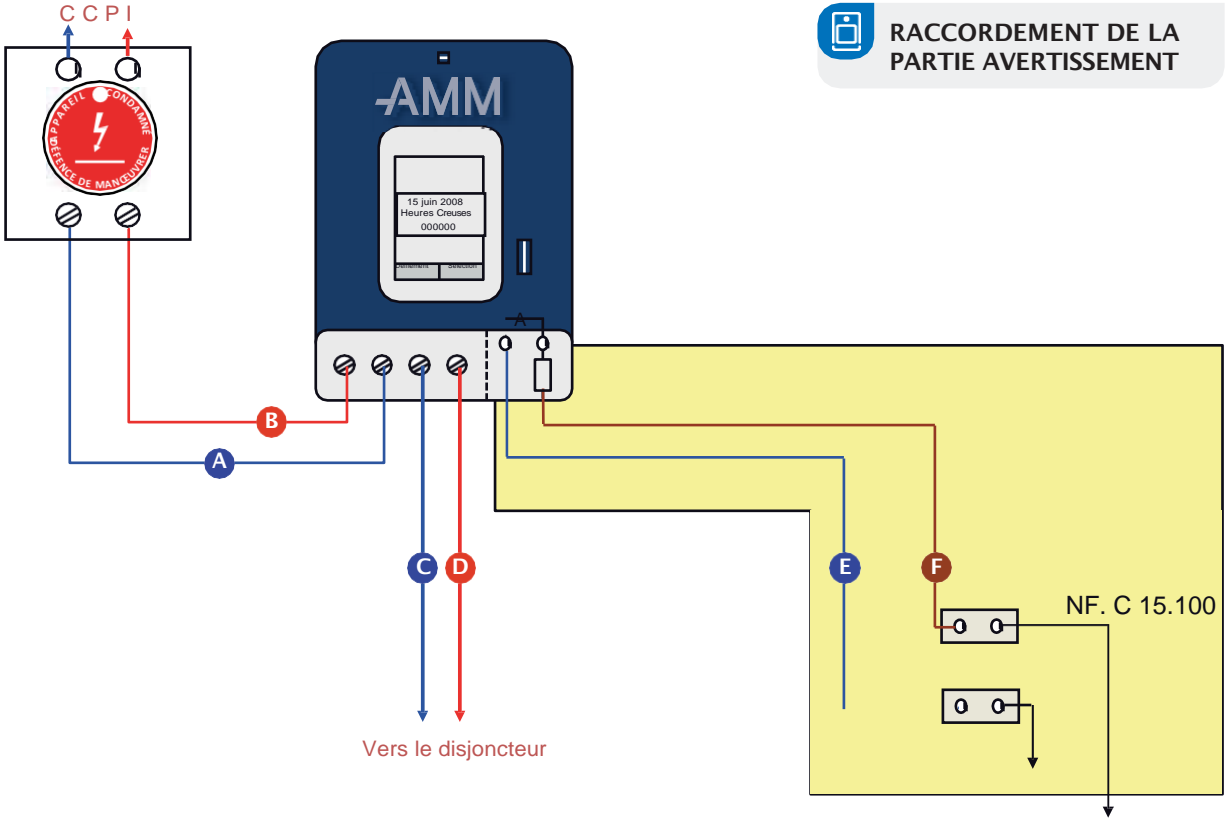 C C P I
RACCORDEMENT DE LA
PARTIE AVERTISSEMENT
APPAREIL CONDAMNÉ
DÉFENCE DE MANŒUVRER
AMM
15 juin 2008
Heures Creuses
000000
Sélection
A
B
A
C
D
E
F
NF. C 15.100
Vers le disjoncteur